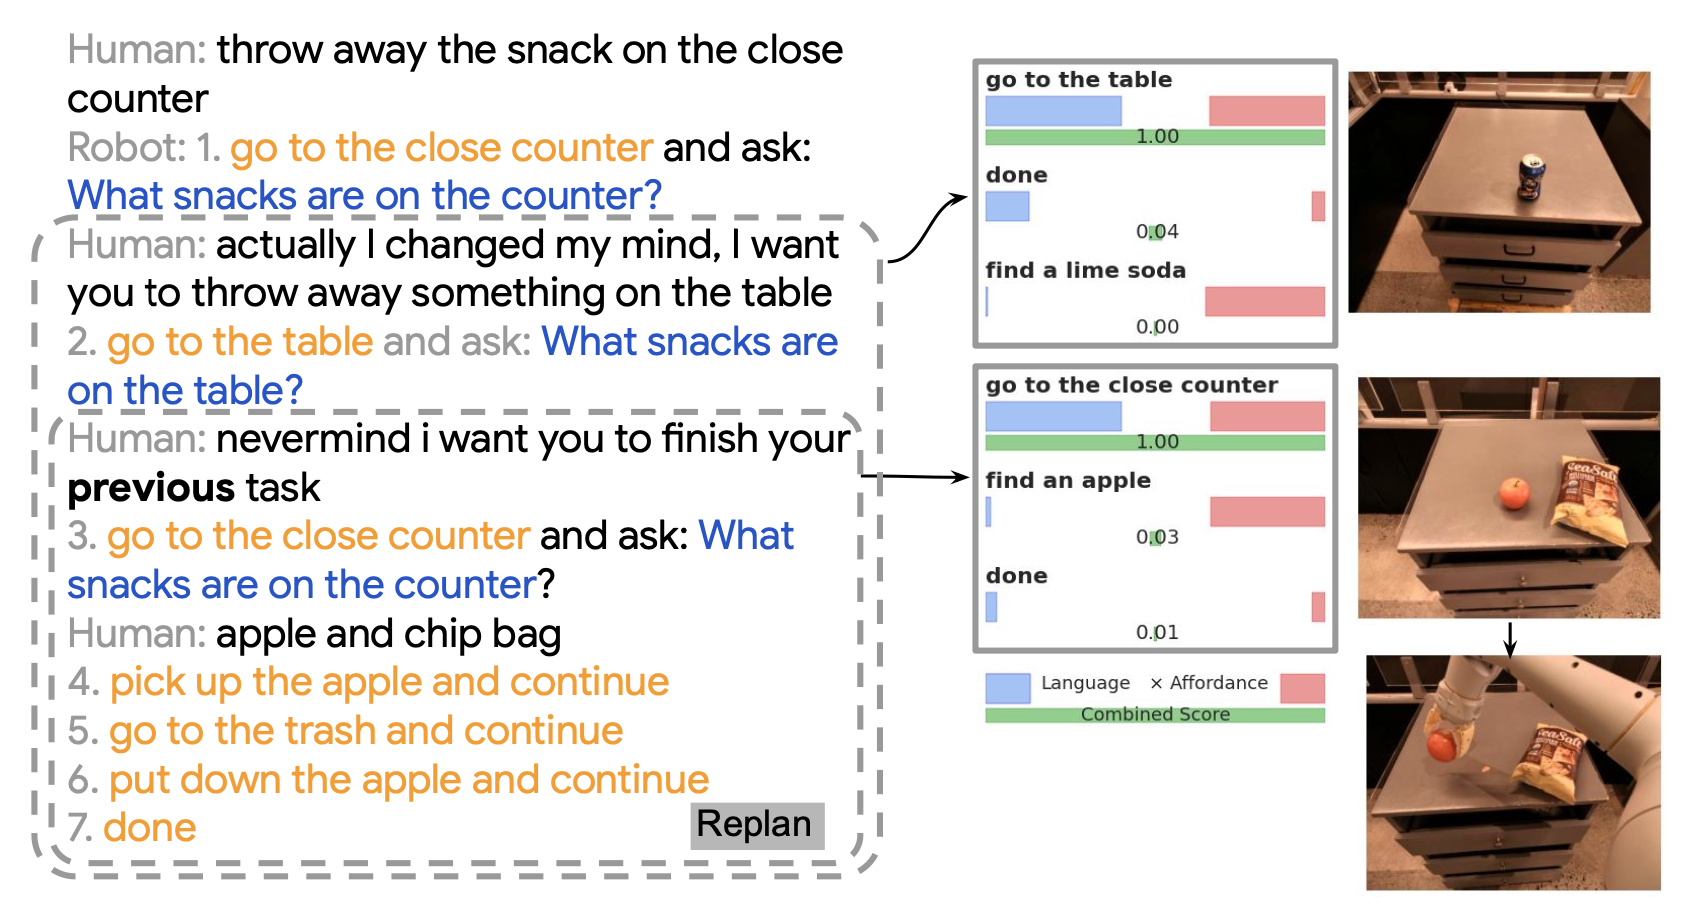 Human: throw away the snack on the close
counter
Robot: 1. go to the close counter and ask:
What snacks are on the counter?
Human: actually I changed my mind, I want
you to throw away something on the table
2. go to the table and ask: What snacks are
on the table?
Human: nevermind i want you to finish your
previous task
3. go to the close counter and ask: What
snacks are on the counter?
Human: apple and chip bag
4. pick up the apple and continue
5. go to the trash and continue
6. put down the apple and continue
7. done
Replan
go to the table
1.00
done
0.04
find a lime soda
0.00
go to the close counter
1.00
find an apple
0.03
done
0.01
Language × Affordance
Combined Score
SeaSalt
SeaSalt